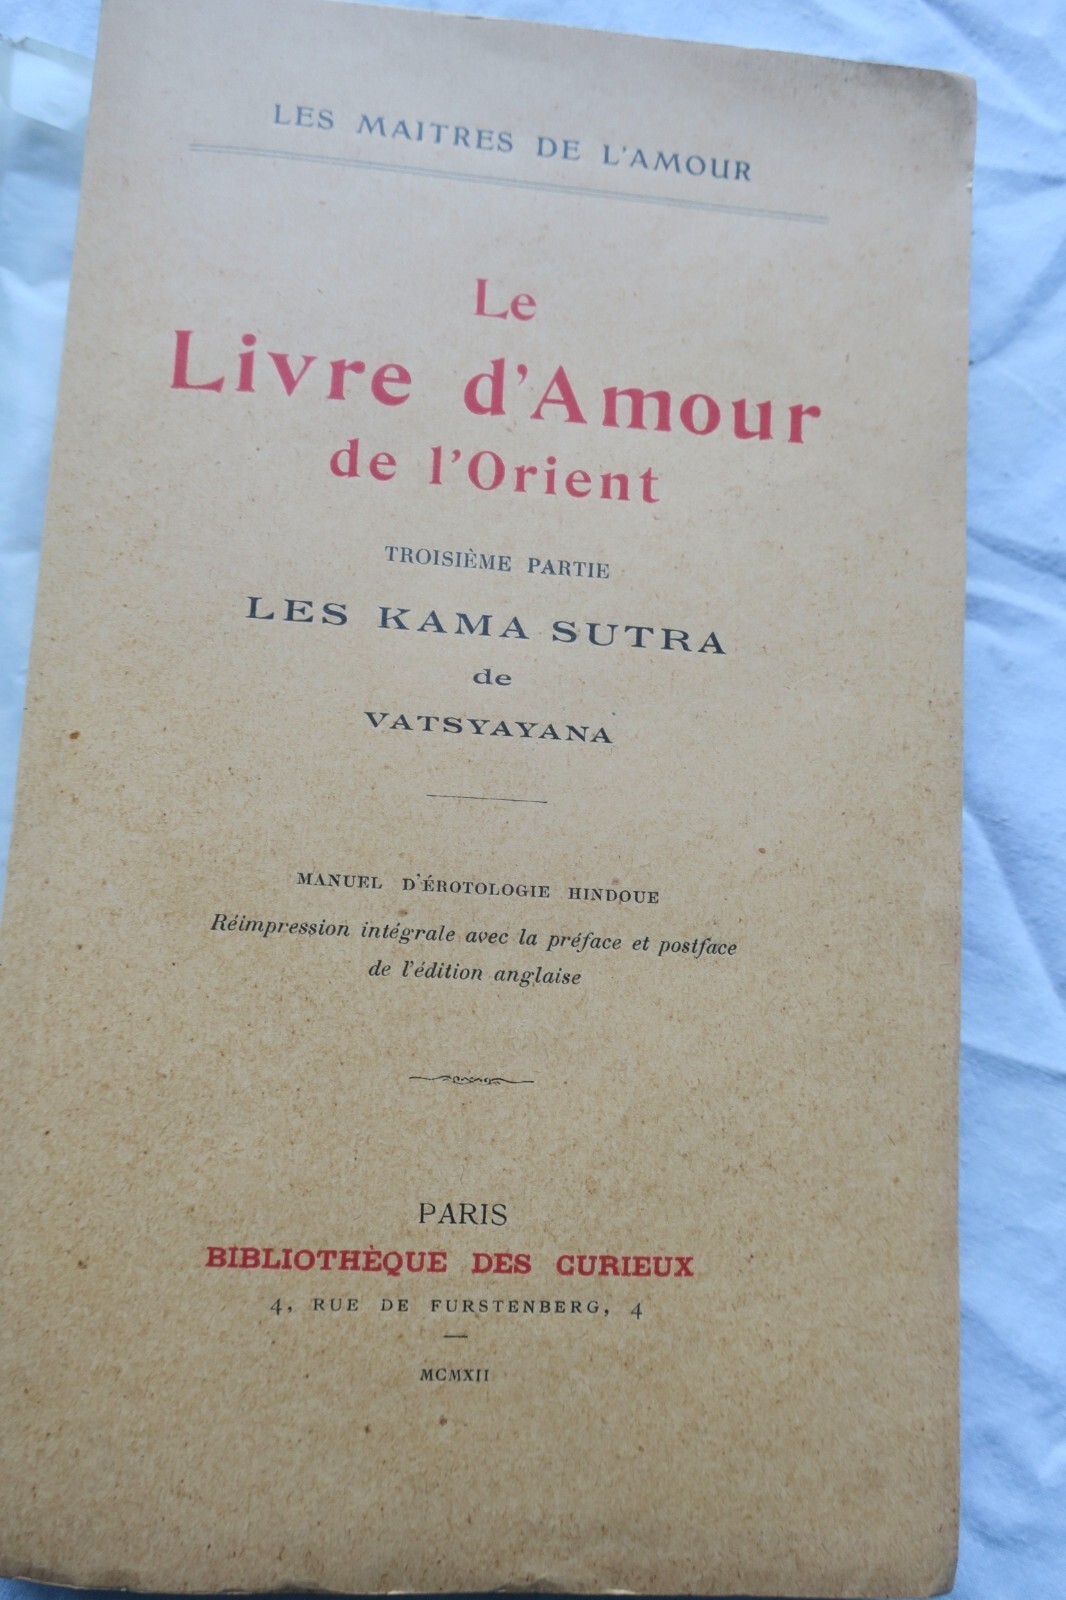 LES MAITRES DE L'AMOUR
Le
Livre d'Amour
de l'Orient
TROISIÈME PARTIE
LES KAMA SUTRA
de
VATSYAYANA
MANUEL D'ÉROTOLOGIE HINDOUE
Réimpression intégrale avec la préface et postface
de l'édition anglaise
PARIS
BIBLIOTHÈQUE DES CURIEUX
4, RUE DE FURSTENBERG, 4
MCMXII